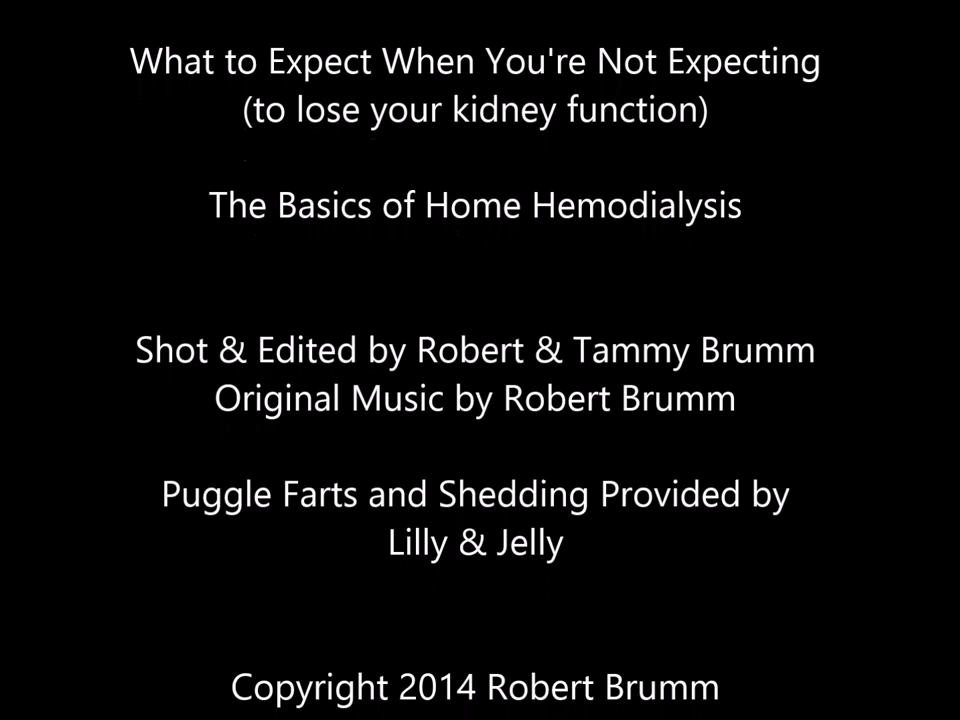 What to Expect When You're Not Expecting
(to lose your kidney function)
The Basics of Home Hemodialysis
Shot & Edited by Robert & Tammy Brumm
Original Music by Robert Brumm
Puggle Farts and Shedding Provided by
Lilly & Jelly
Copyright 2014 Robert Brumm